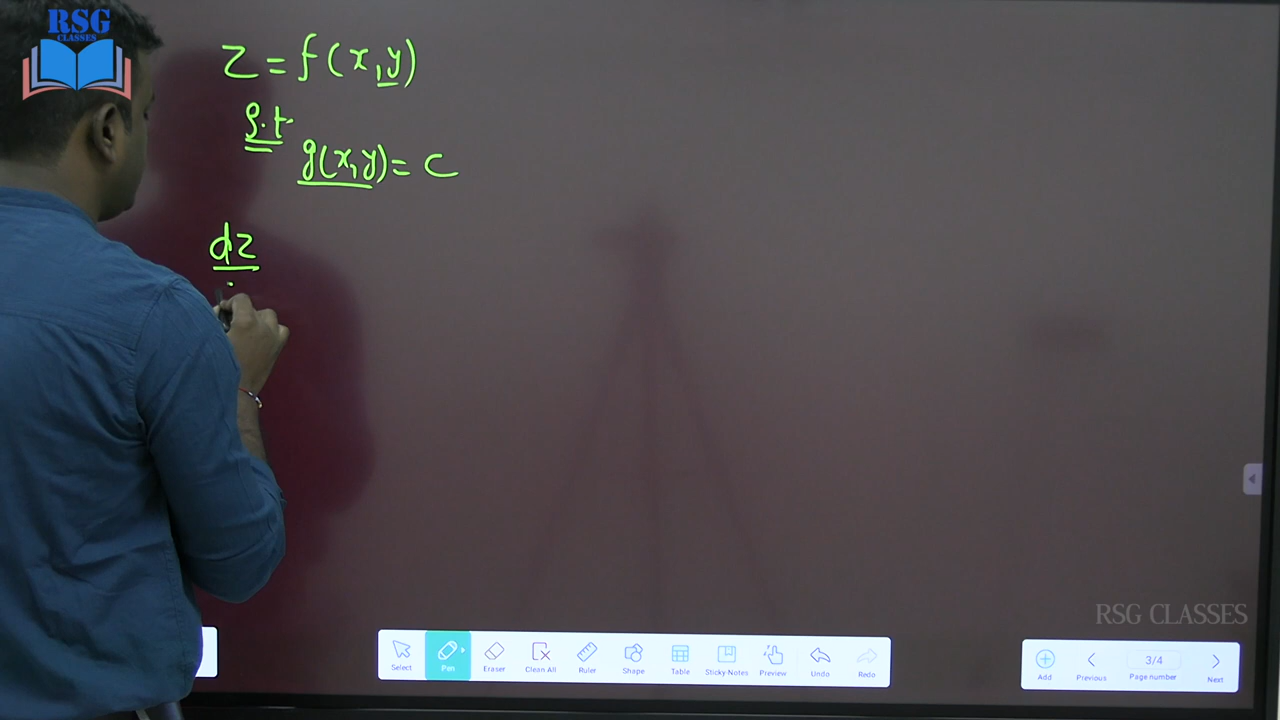 RSG
CLASSES
z = f(x, y)
s.t.
g(x, y) = c
dz
RSG CLASSES
Select
Pen
Eraser
Clean All
Ruler
Shape
Table
Sticky-Notes
Preview
Undo
Redo
Add
Previous
3/4
Page number
Next